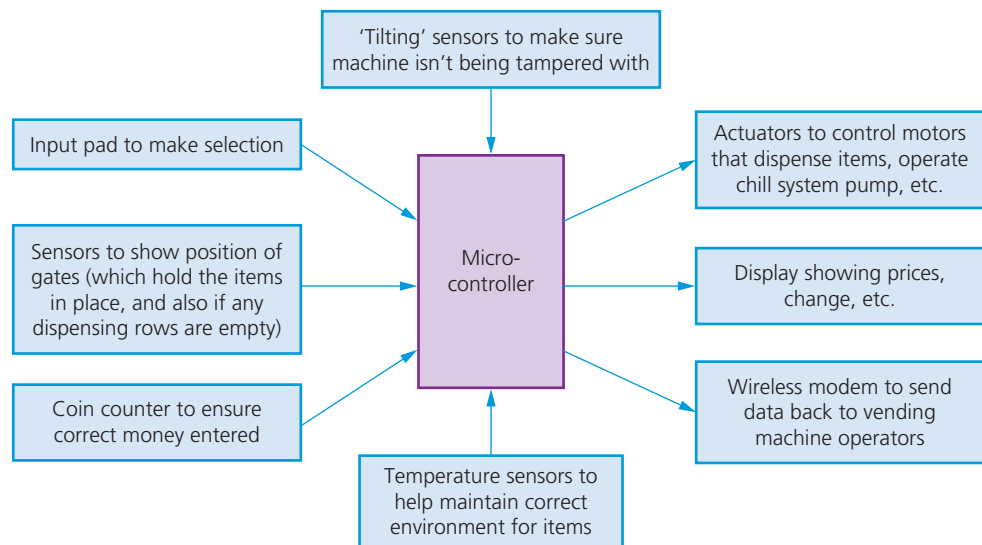 ‘Tilting’ sensors to make sure
machine isn’t being tampered with
Input pad to make selection
Sensors to show position of
gates (which hold the items
in place, and also if any
dispensing rows are empty)
Coin counter to ensure
correct money entered
Micro-
controller
Temperature sensors to
help maintain correct
environment for items
Actuators to control motors
that dispense items, operate
chill system pump, etc.
Display showing prices,
change, etc.
Wireless modem to send
data back to vending
machine operators